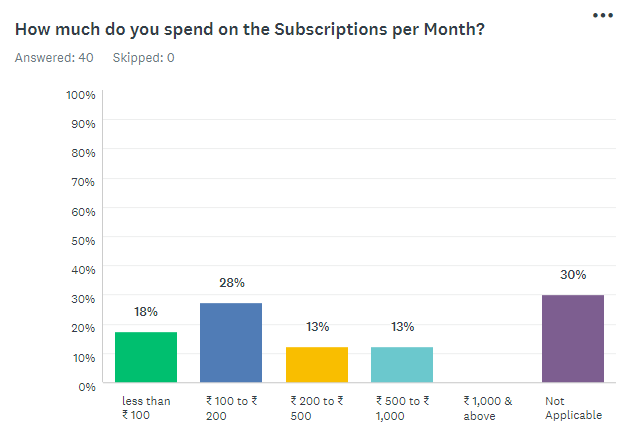 How much do you spend on the Subscriptions per Month?
Answered: 40 Skipped: 0
100%
90%
80%
70%
60%
50%
40%
30%
20%
10%
0%
18%
28%
13%
13%
30%
less than
₹ 100
₹ 100 to ₹
200
₹ 200 to ₹
500
₹ 500 to ₹
1,000
₹ 1,000 &
above
Not
Applicable